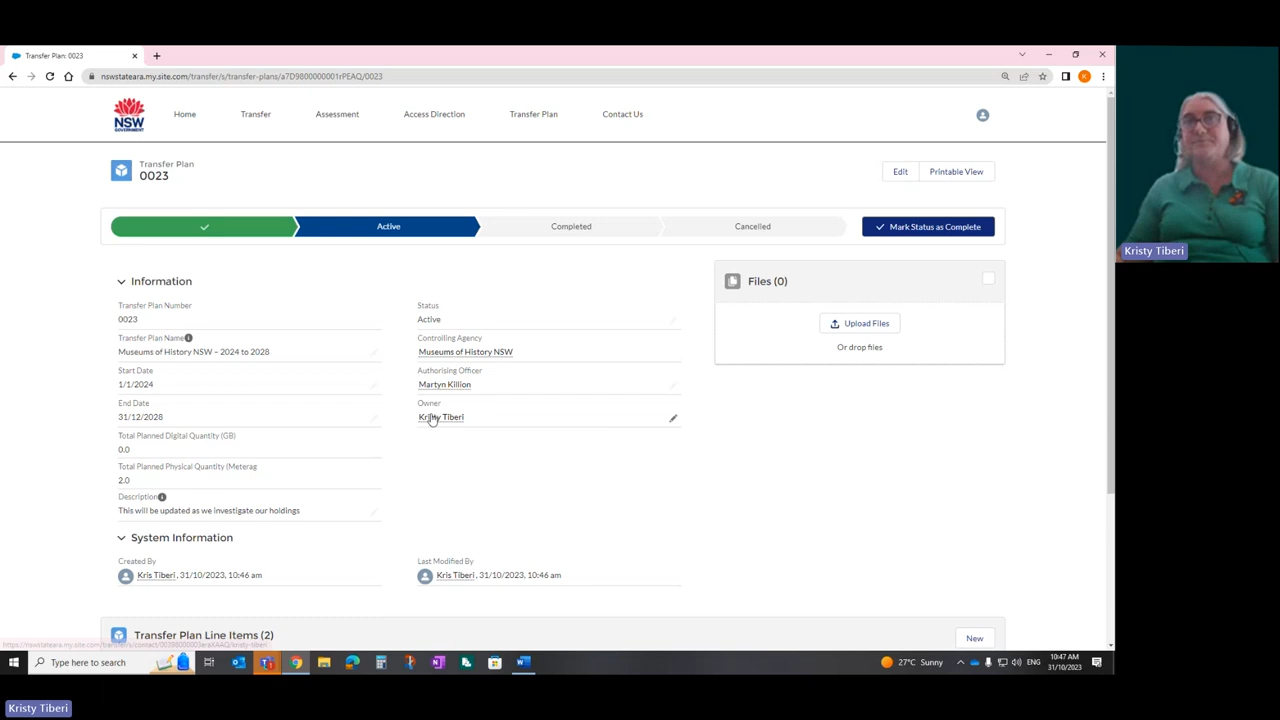 Transfer Plan: 0023
nswstateara.my.site.com/transfer/s/transfer-plans/a7D9800000001rPEAQ/0023
K
NSW
GOVERNMENT
Home
Transfer
Assessment
Access Direction
Transfer Plan
Contact Us
Transfer Plan
0023
Edit
Printable View
Active
Completed
Cancelled
Mark Status as Complete
Information
Transfer Plan Number
0023
Status
Active
Transfer Plan Name
Museums of History NSW – 2024 to 2028
Controlling Agency
Museums of History NSW
Start Date
1/1/2024
Authorising Officer
Martyn Killion
End Date
31/12/2028
Owner
Kristy Tiberi
Total Planned Digital Quantity (GB)
0.0
Total Planned Physical Quantity (Meterag
2.0
Description
This will be updated as we investigate our holdings
Files (0)
Upload Files
Or drop files
System Information
Created By
Kris Tiberi, 31/10/2023, 10:46 am
Last Modified By
Kris Tiberi, 31/10/2023, 10:46 am
Transfer Plan Line Items (2)
New
Type here to search
27°C Sunny
ENG
10:47 AM
31/10/2023
Kristy Tiberi
Kristy Tiberi